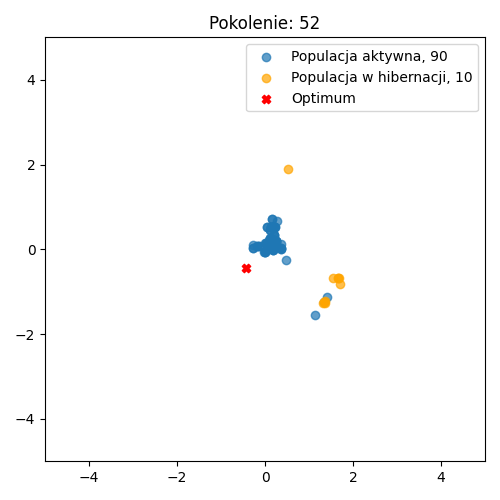 Pokolenie: 52
Populacja aktywna, 90
Populacja w hibernacji, 10
Optimum
4
2
0
−2
−4
−4 −2 0 2 4